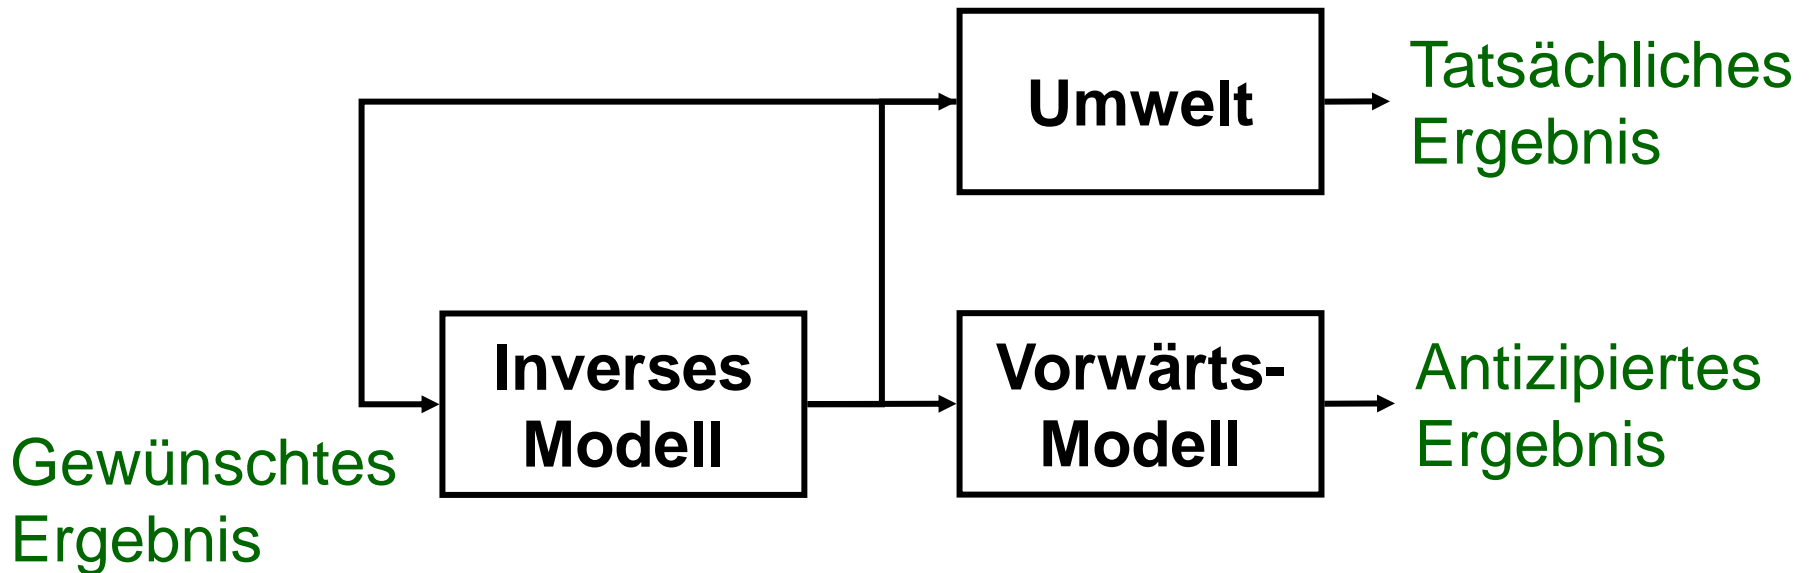 Umwelt
Tatsächliches
Ergebnis
Inverses
Modell
Vorwärts-
Modell
Antizipiertes
Ergebnis
Gewünschtes
Ergebnis